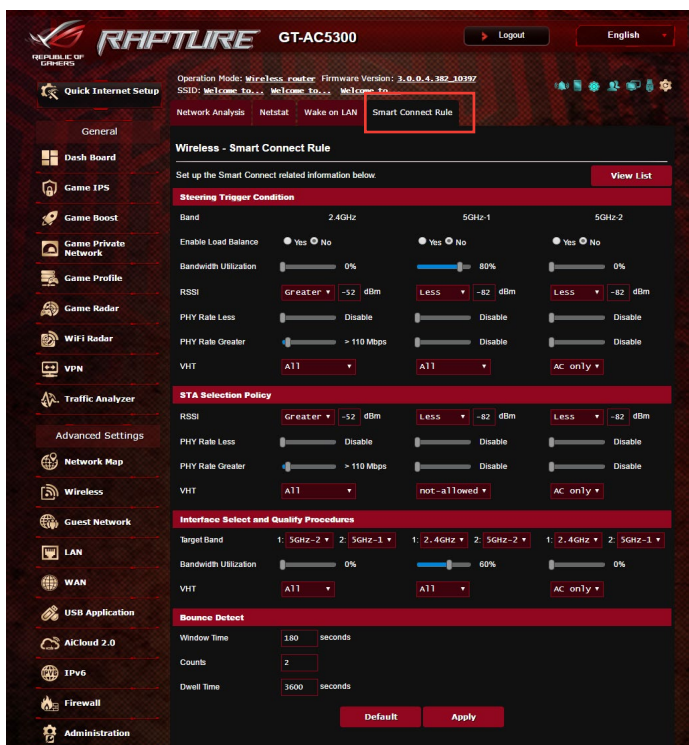 REPUBLIC OF
GAMERS
RAPTURE GT-AC5300 Logout English
Operation Mode: Wireless router Firmware Version: 3.0.0.4.382_10397
SSID: Welcome to... Welcome to... Welcome to...
Quick Internet Setup
General
Dash Board
Game IPS
Game Boost
Game Private
Network
Game Profile
Game Radar
WiFi Radar
VPN
Traffic Analyzer
Advanced Settings
Network Map
Wireless
Guest Network
LAN
WAN
USB Application
AiCloud 2.0
IPv6
Firewall
Administration
Network Analysis Netstat Wake on LAN Smart Connect Rule
Wireless - Smart Connect Rule
Set up the Smart Connect related information below. View List
Steering Trigger Condition
Band 2.4GHz 5GHz-1 5GHz-2
Enable Load Balance Yes No Yes No Yes No
Bandwidth Utilization 0% 80% 0%
RSSI Greater -52 dBm Less -82 dBm Less -82 dBm
PHY Rate Less Disable Disable Disable
PHY Rate Greater > 110 Mbps Disable Disable
VHT All All AC only
STA Selection Policy
RSSI Greater -52 dBm Less -82 dBm Less -82 dBm
PHY Rate Less Disable Disable Disable
PHY Rate Greater > 110 Mbps Disable Disable
VHT All not-allowed AC only
Interface Select and Qualify Procedures
Target Band 1: 5GHz-2 2: 5GHz-1 1: 2.4GHz 2: 5GHz-2 1: 2.4GHz 2: 5GHz-1
Bandwidth Utilization 0% 60% 0%
VHT All All AC only
Bounce Detect
Window Time 180 seconds
Counts 2
Dwell Time 3600 seconds
Default Apply